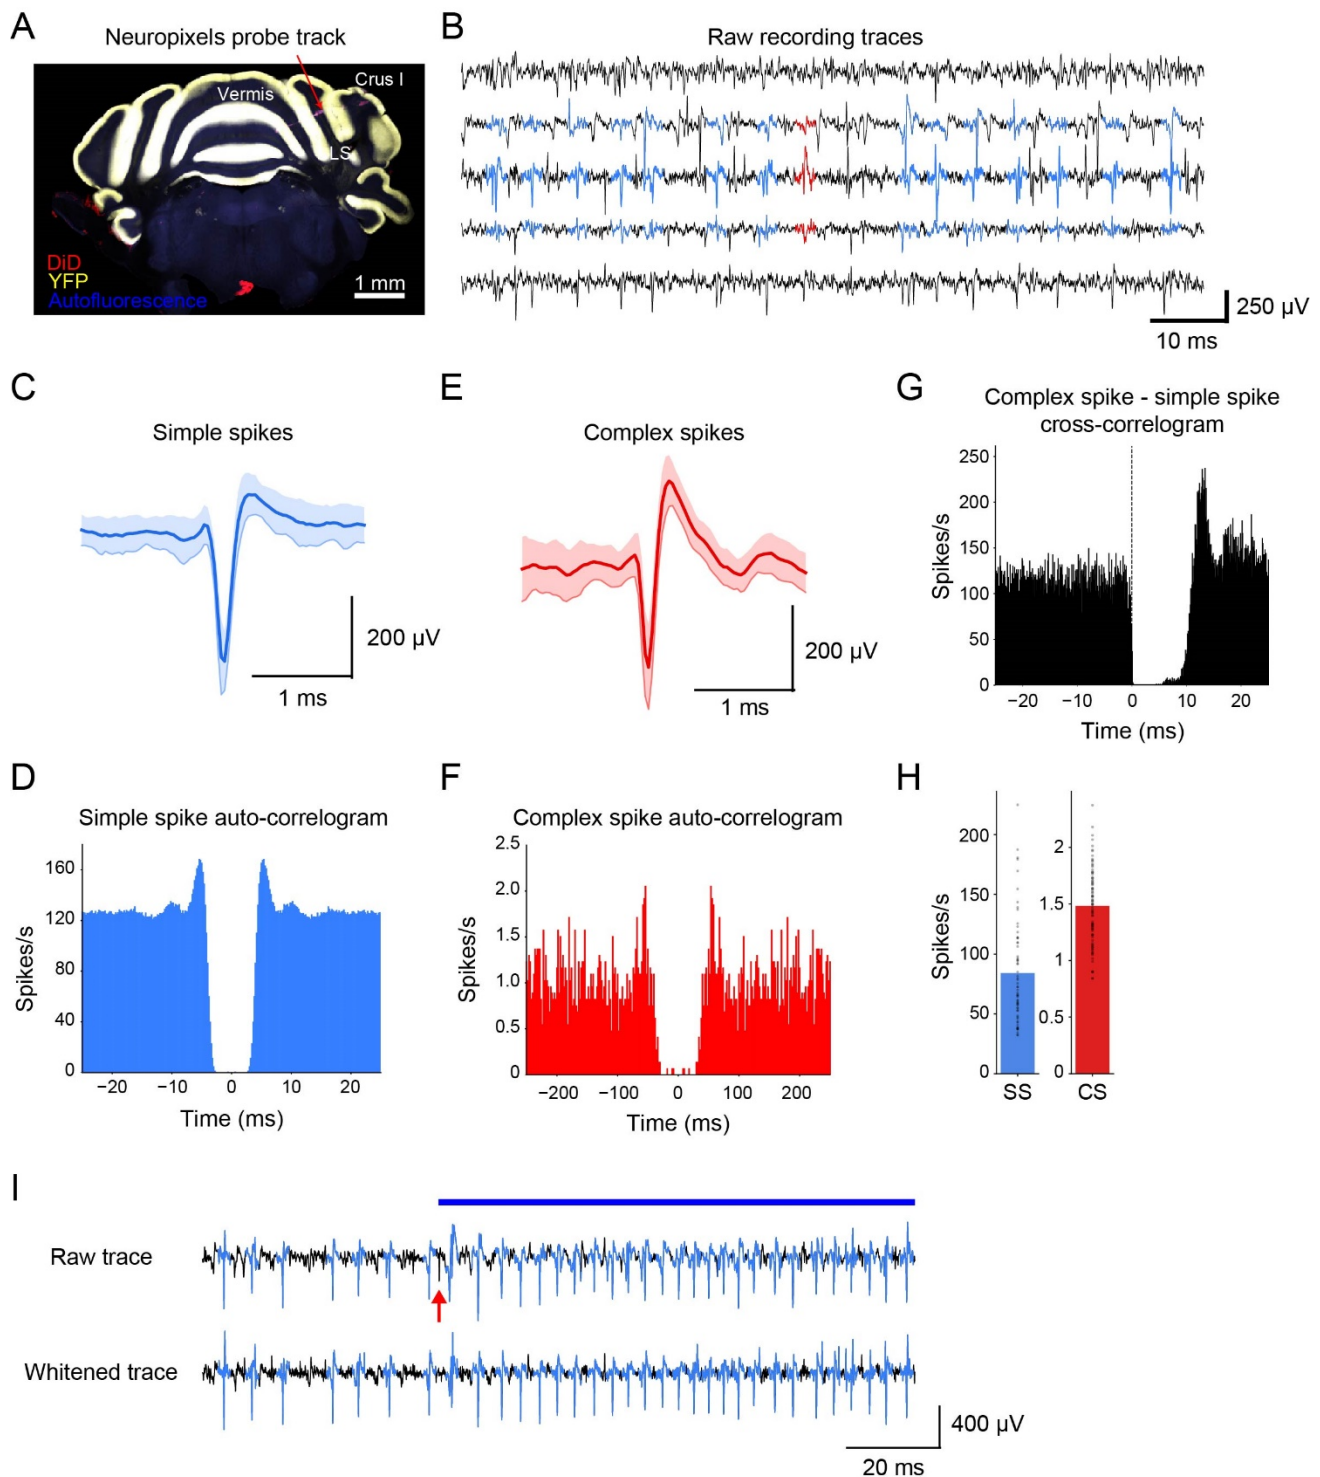 A
Neuropixels probe track
Crus I
Vermis
LS
DiD
YFP
Autofluorescence
1 mm
B
Raw recording traces
250 µV
10 ms
C
Simple spikes
200 µV
1 ms
E
Complex spikes
200 µV
1 ms
G
Complex spike - simple spike
cross-correlogram
Spikes/s
250
200
150
100
50
0
−20 −10 0 10 20
Time (ms)
D
Simple spike auto-correlogram
Spikes/s
160
120
80
40
0
−20 −10 0 10 20
Time (ms)
F
Complex spike auto-correlogram
Spikes/s
2.5
2.0
1.5
1.0
0.5
0
−200 −100 0 100 200
Time (ms)
H
Spikes/s
200
150
100
50
0
SS
2
1.5
1
0.5
0
CS
I
Raw trace
Whitened trace
400 µV
20 ms